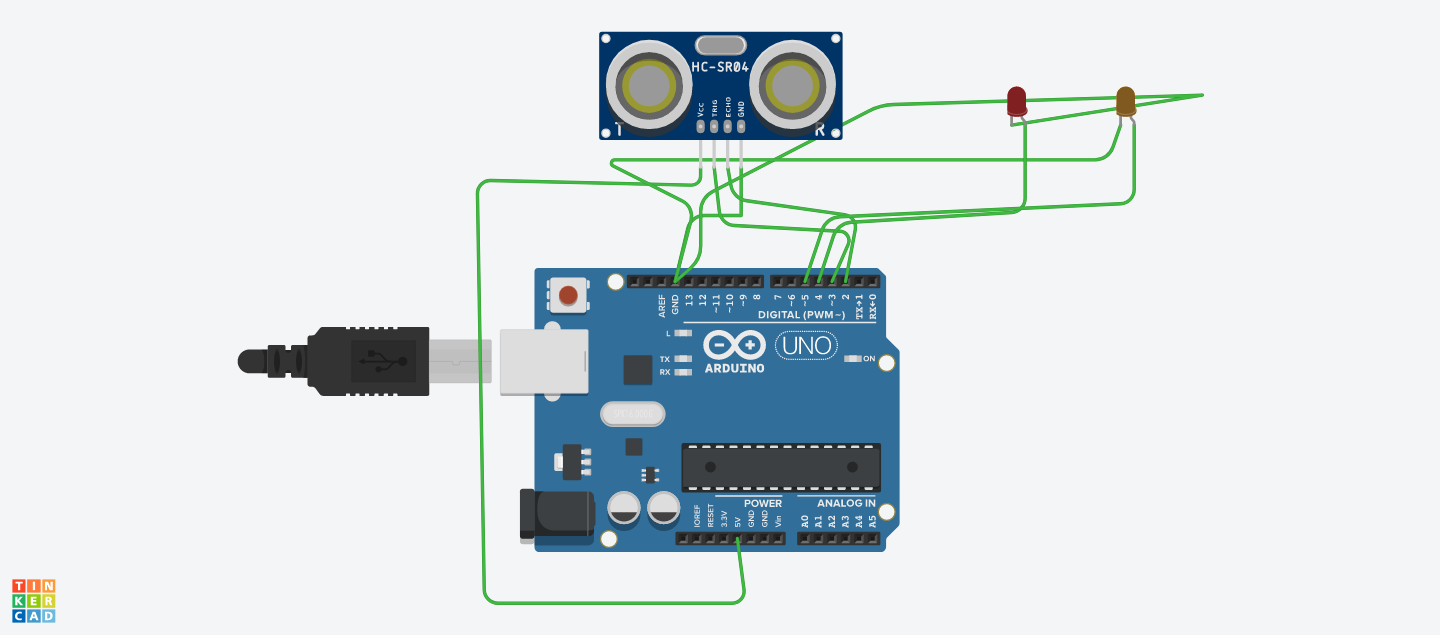 HC-SR04
VCC
TRIG
ECHO
GND
T
R
AREF
GND
13
12
~11
~10
~9
8
7
~6
~5
4
~3
2
TX→1
RX←0
DIGITAL (PWM~)
L
TX
RX
ARDUINO
UNO
ON
POWER
ANALOG IN
IOREF
RESET
3.3V
5V
GND
GND
Vin
A0
A1
A2
A3
A4
A5
TIN
KER
CAD